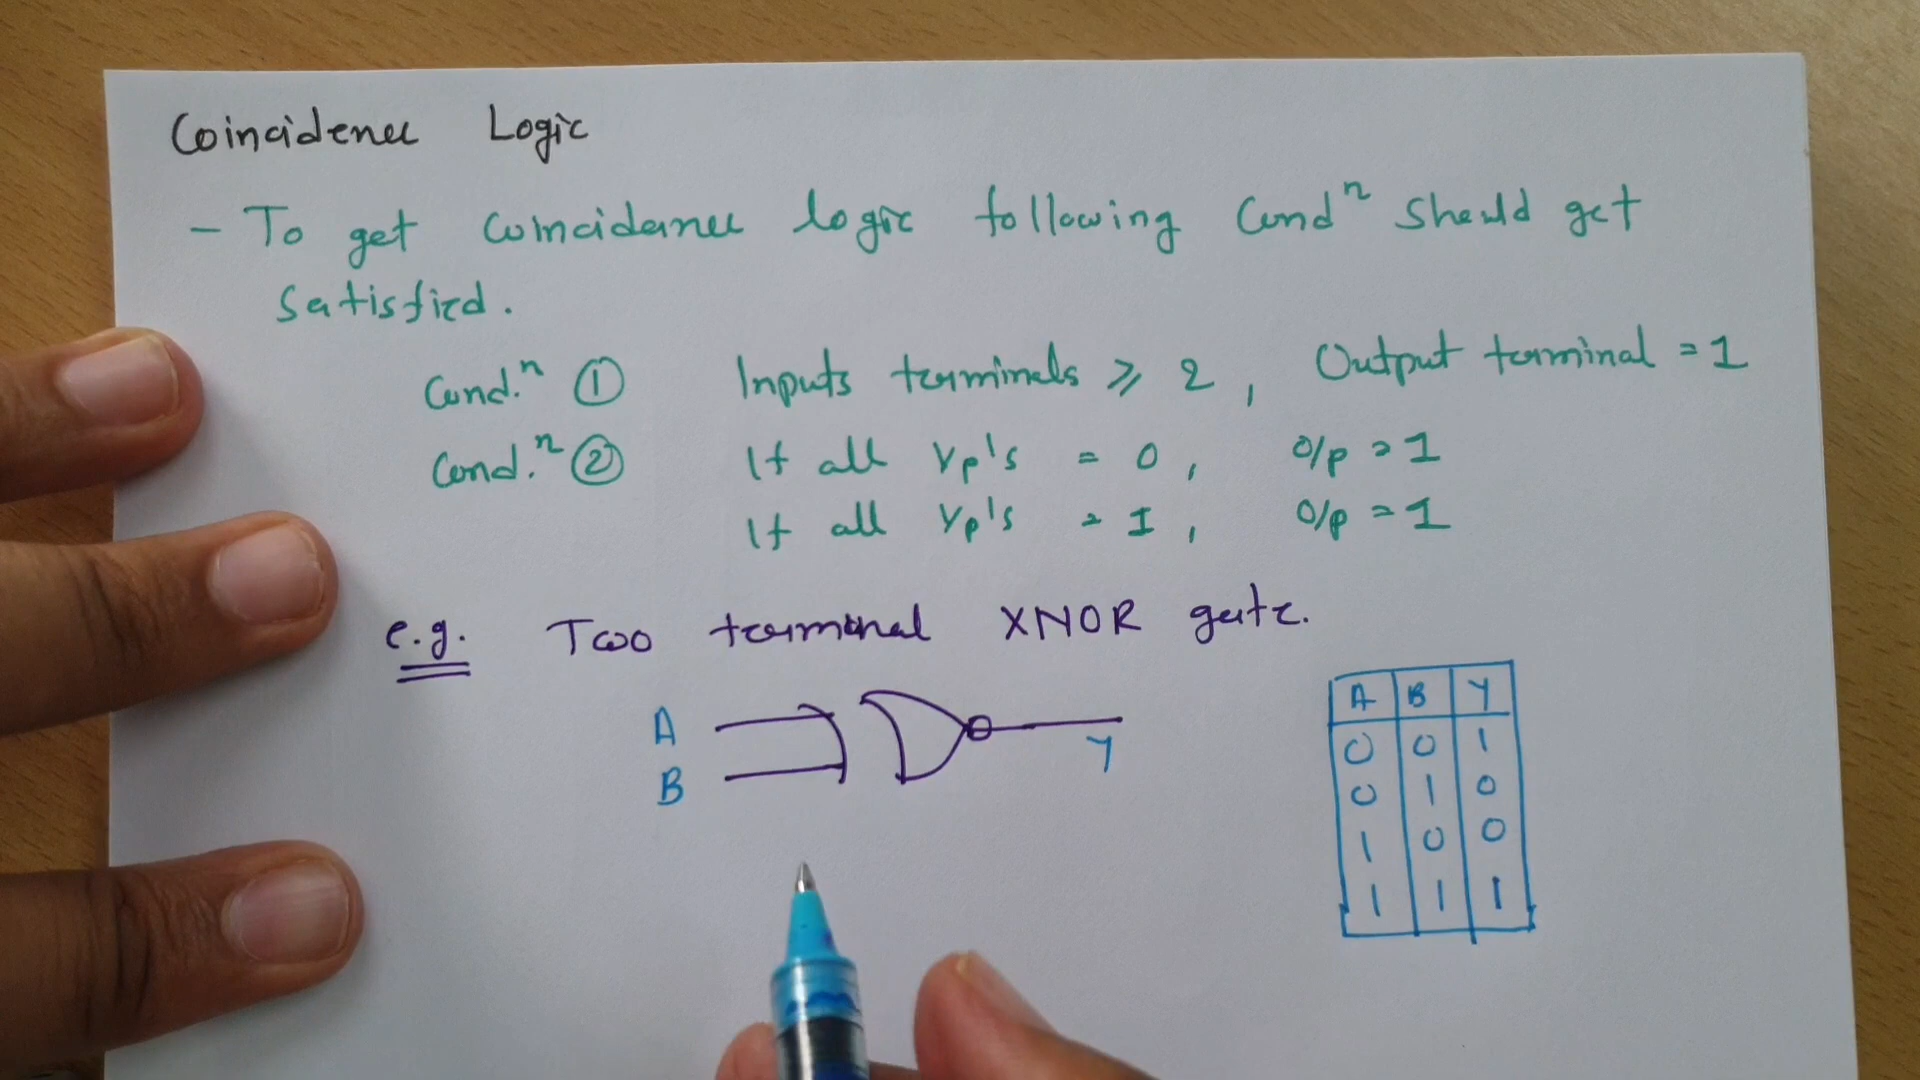 Coincidence Logic
- To get coincidence logic following Condⁿ should get
satisfied.
Cond.ⁿ ① Inputs terminals ≥ 2, Output terminal = 1
Cond.ⁿ ② If all I/p's = 0, O/p = 1
If all I/p's = 1, O/p = 1
e.g. Two terminal XNOR gate.
A
B
Y
A B Y
0 0 1
0 1 0
1 0 0
1 1 1